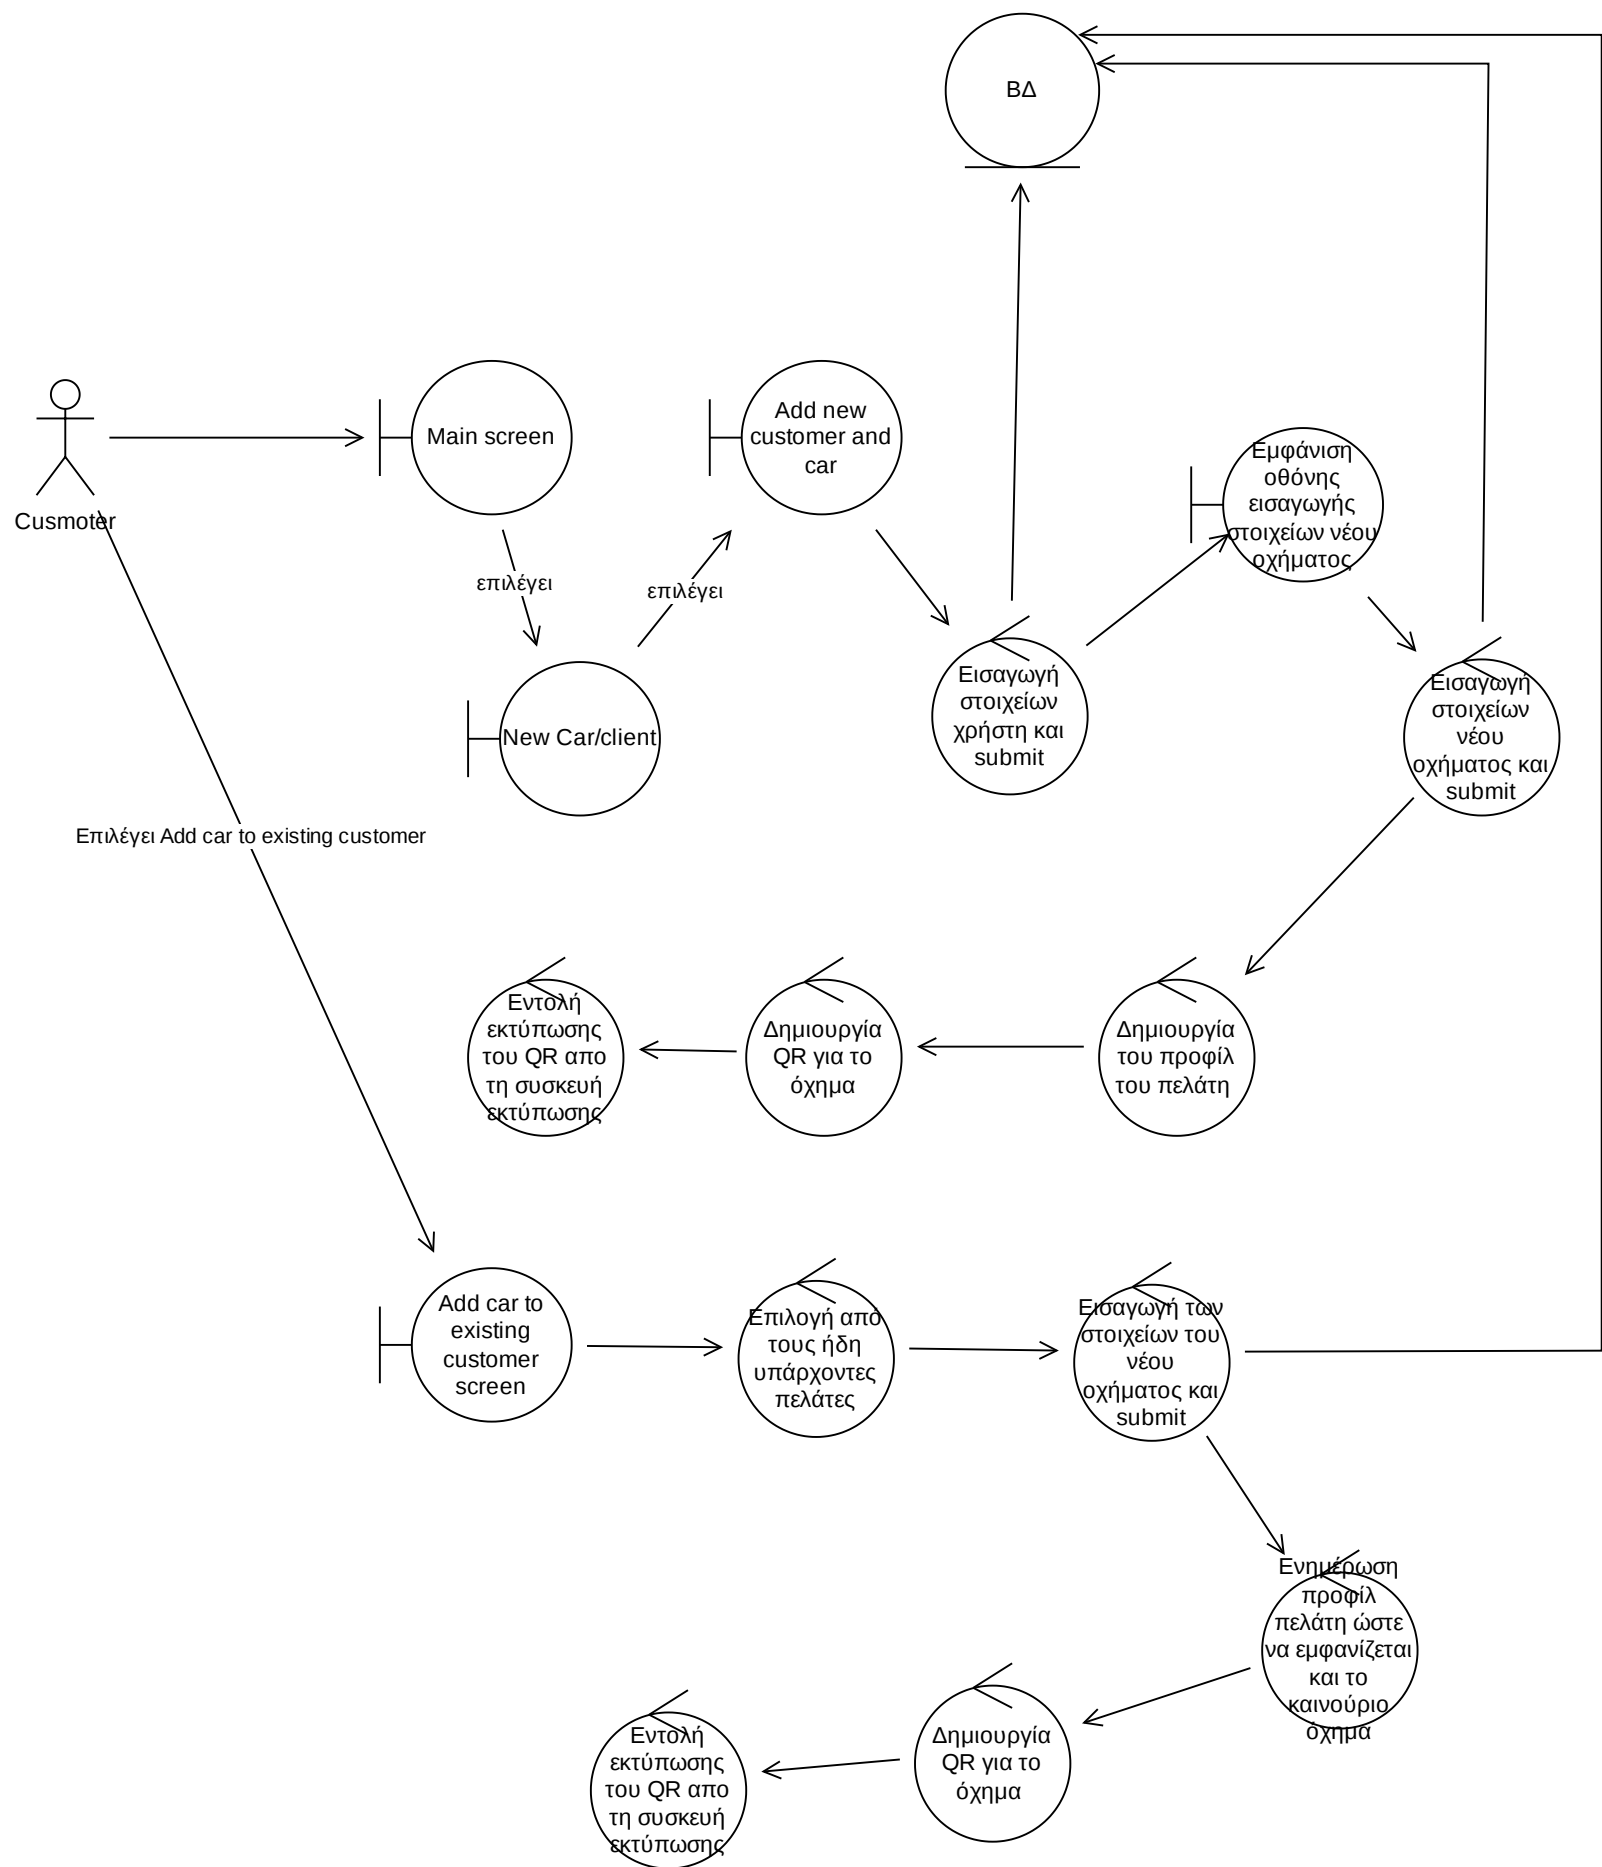 ΒΔ
Main screen
Add new
customer and
car
Εμφάνιση
οθόνης
εισαγωγής
στοιχείων νέου
οχήματος
Cusmoter
επιλέγει
επιλέγει
Εισαγωγή
στοιχείων
χρήστη και
submit
Εισαγωγή
στοιχείων
νέου
οχήματος και
submit
New Car/client
Επιλέγει Add car to existing customer
Εντολή
εκτύπωσης
του QR απο
τη συσκευή
εκτύπωσης
Δημιουργία
QR για το
όχημα
Δημιουργία
του προφίλ
του πελάτη
Add car to
existing
customer
screen
Επιλογή από
τους ήδη
υπάρχοντες
πελάτες
Εισαγωγή των
στοιχείων του
νέου
οχήματος και
submit
Ενημέρωση
προφίλ
πελάτη ώστε
να εμφανίζεται
και το
καινούριο
όχημα
Δημιουργία
QR για το
όχημα
Εντολή
εκτύπωσης
του QR απο
τη συσκευή
εκτύπωσης